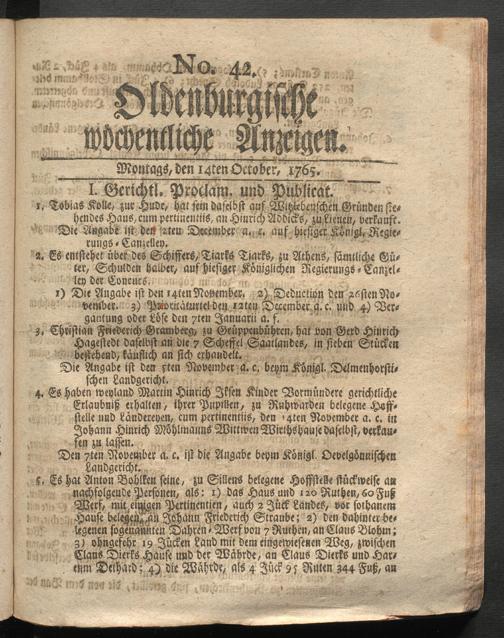 No. 42.
Oldenburgische
wöchentliche Anzeigen.
Montags, den 14ten October, 1765.
I. Gerichtl. Proclam. und Publicat.
1. Tobias Kolle, zur Hude, hat sein daselbst auf Witzlebenschen Gründen ste-
hendes Haus, cum pertinentiis, an Hinrich Addicks, zu Lienen, verkauft.
Die Angabe ist den 2ten December a. c. auf hiesiger Königl. Regie-
rungs-Canzelley.
2. Es entstehet über des Schiffers, Tiarks Tiarks, zu Athens, sämtliche Gü-
ter, Schulden halber, auf hiesiger Königlichen Regierungs-Canzel-
ley der Concurs.
1) Die Angabe ist den 14ten November, 2) Deduction den 26sten No-
vember. 3) Prioritäturtel den 12ten December a. c. und 4) Ver-
gantung oder Löse den 7ten Januarii a. f.
3. Christian Friederich Gramberg, zu Grüppenbühren, hat von Gerd Hinrich
Hagestedt daselbst an die 7 Scheffel Saatlandes, in sieben Stücken
bestehend, käuflich an sich erhandelt.
Die Angabe ist den 5ten November a. c. beym Königl. Delmenhorsti-
schen Landgericht.
4. Es haben weyland Martin Hinrich Iksen Kinder Vormündere gerichtliche
Erlaubniß erhalten, ihrer Pupillen, zu Ruhwarden belegene Hoff-
stelle und Ländereyen, cum pertinentiis, den 14ten November a. c. in
Johann Hinrich Möhlmanns Wittwen Wirthshause daselbst, verkau-
fen zu lassen.
Den 7ten November a. c. ist die Angabe beym Königl. Oevelgönnischen
Landgericht.
5. Es hat Anton Bohlken seine, zu Sillens belegene Hoffstelle stückweise an
nachfolgende Personen, als: 1) das Haus und 120 Ruthen, 60 Fuß
Werf, mit einigen Pertinentien, auch 2 Jück Landes, vor sothanem
Hause belegen, an Johann Friederich Straube; 2) den dahinter be-
legenen sogenannten Dahren-Werf von 7 Ruthen, an Claus Blohm;
3) ohngefehr 19 Jücken Land mit dem eingewiesenen Weg, zwischen
Claus Dierks Hause und der Währde, an Claus Dierks und Har-
rem Dethard; 4) die Währde, als 4 Jück 95 Ruten 344 Fuß, an